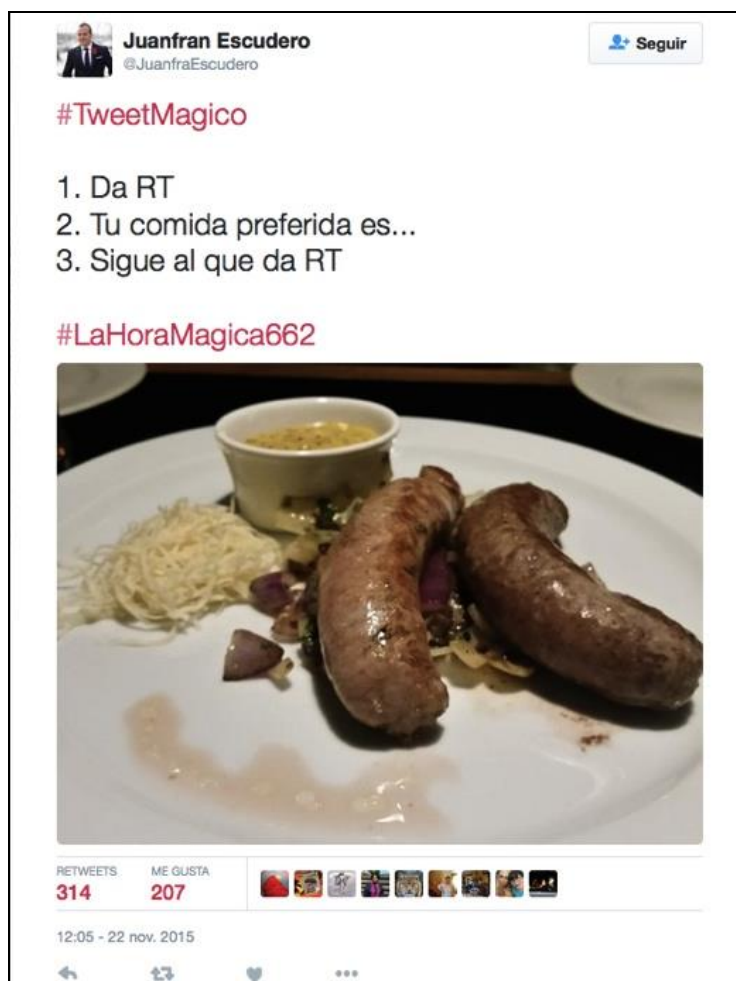 Juanfran Escudero
@JuanfraEscudero
Seguir
#TweetMagico
1. Da RT
2. Tu comida preferida es...
3. Sigue al que da RT
#LaHoraMagica662
RETWEETS
314
ME GUSTA
207
12:05 - 22 nov. 2015